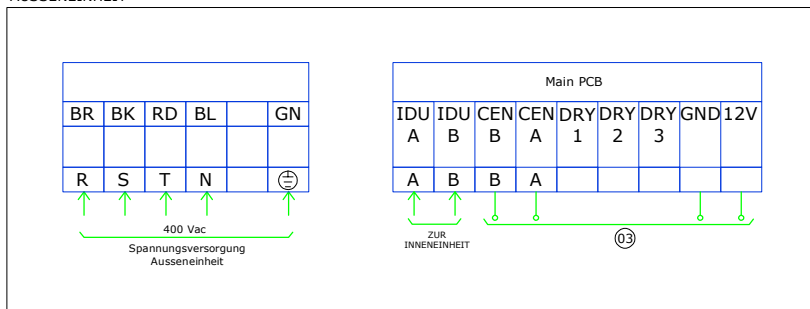 Main PCB
BR BK RD BL GN
IDU A IDU B CEN B CEN A DRY 1 DRY 2 DRY 3 GND 12V
R S T N
A B B A
400 Vac
Spannungsversorgung
Ausseneinheit
ZUR
INNENEINHEIT
03